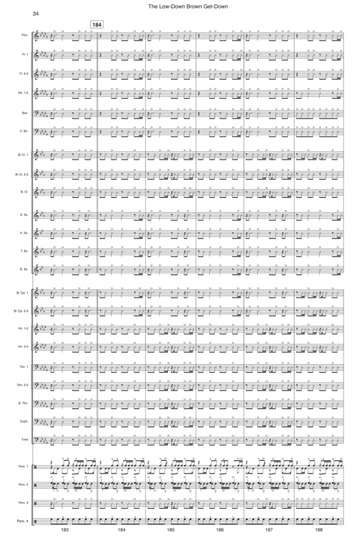 The Low-Down Brown Get-Down
34
184
Picc.
Fl. 1
Fl. 2-3
Ob. 1-2
Bsn.
C. Bn.
B♭ Cl. 1
B♭ Cl. 2-3
B. Cl.
S. Sx.
A. Sx.
T. Sx.
B. Sx.
B♭ Tpt. 1
B♭ Tpt. 2-3
Hn. 1-2
Hn. 3-4
Tbn. 1
Tbn. 2-3
B. Tbn.
Euph.
Tuba
Perc. 1
Perc. 2
Perc. 3
Perc. 4
183
184
185
186
187
188